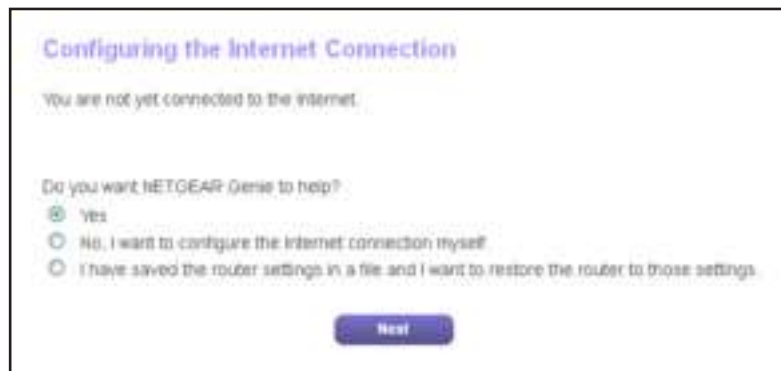 Configuring the Internet Connection
You are not yet connected to the Internet.
Do you want NETGEAR Genie to help?
Yes
No, I want to configure the Internet connection myself.
I have saved the router settings in a file and I want to restore the router to those settings.
Next